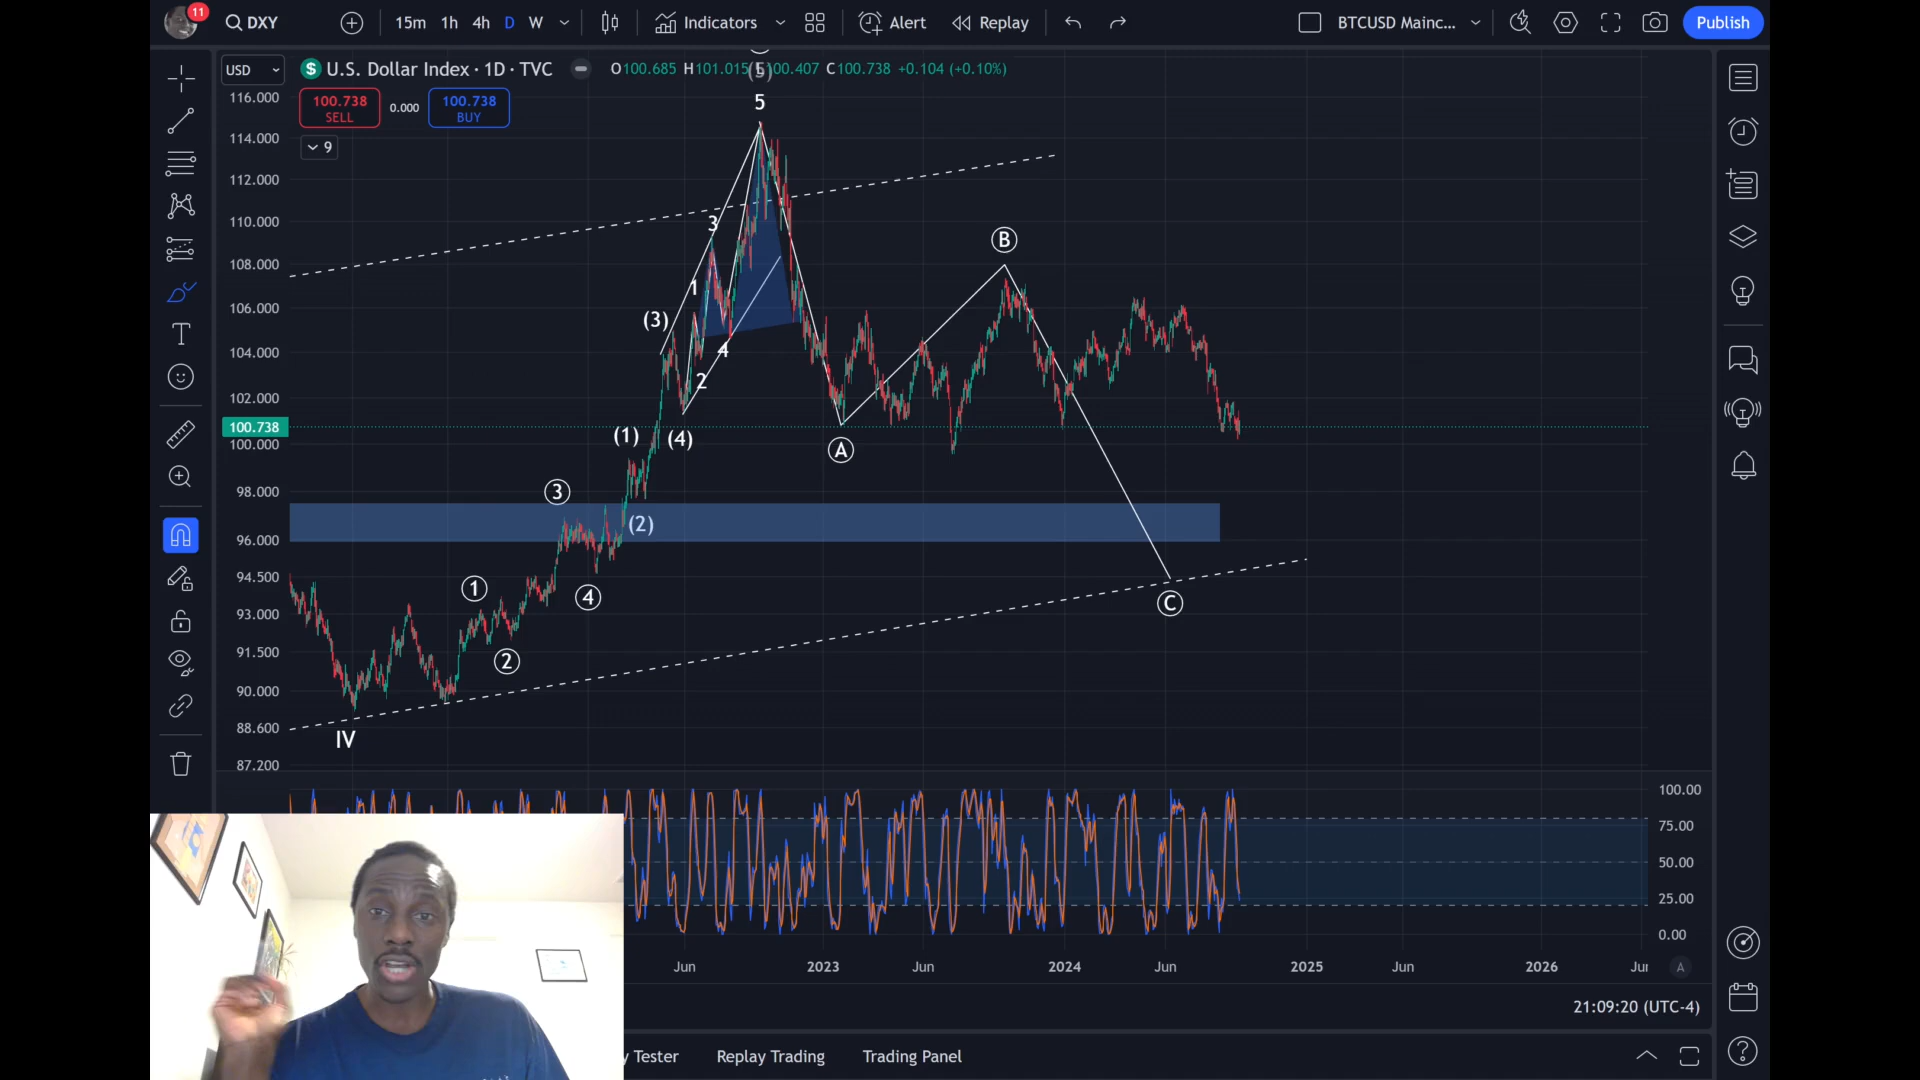 11
DXY
15m 1h 4h D W
Indicators
Alert
Replay
BTCUSD Mainc...
Publish
USD
U.S. Dollar Index · 1D · TVC
O100.685 H101.015 100.407 C100.738 +0.104 (+0.10%)
(5)
100.738
SELL
0.000
100.738
BUY
9
5
3
1
(3)
4
2
(1)
(4)
3
(2)
1
4
2
IV
A
B
C
116.000
114.000
112.000
110.000
108.000
106.000
104.000
102.000
100.738
100.000
98.000
96.000
94.500
93.000
91.500
90.000
88.600
87.200
100.00
75.00
50.00
25.00
0.00
Jun
2023
Jun
2024
Jun
2025
Jun
2026
A
21:09:20 (UTC-4)
Tester
Replay Trading
Trading Panel